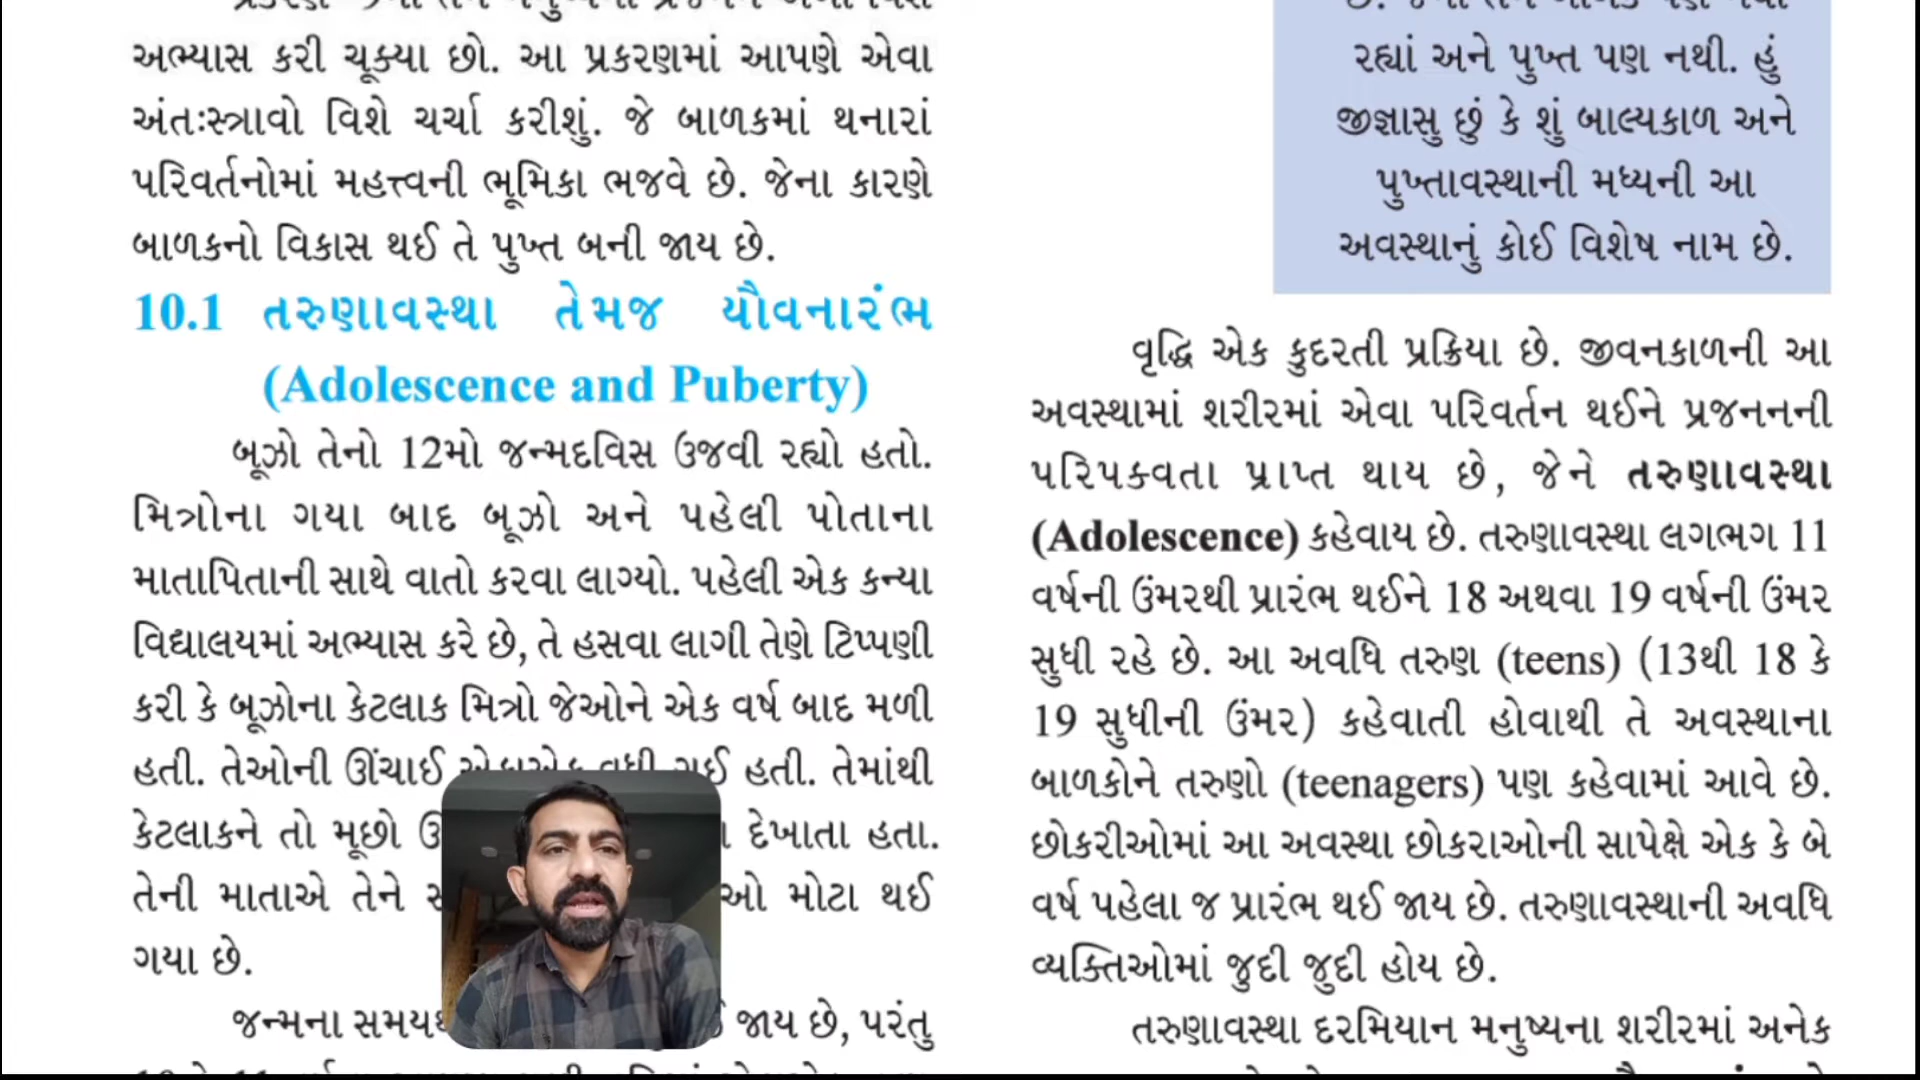 અભ્યાસ કરી ચૂક્યા છો. આ પ્રકરણમાં આપણે એવા
અંતઃસ્ત્રાવો વિશે ચર્ચા કરીશું. જે બાળકમાં થનારાં
પરિવર્તનોમાં મહત્ત્વની ભૂમિકા ભજવે છે. જેના કારણે
બાળકનો વિકાસ થઈ તે પુખ્ત બની જાય છે.
10.1 તરુણાવસ્થા તેમજ યૌવનારંભ
(Adolescence and Puberty)
બૂઝો તેનો 12મો જન્મદવિસ ઉજવી રહ્યો હતો.
મિત્રોના ગયા બાદ બૂઝો અને પહેલી પોતાના
માતાપિતાની સાથે વાતો કરવા લાગ્યો. પહેલી એક કન્યા
વિદ્યાલયમાં અભ્યાસ કરે છે, તે હસવા લાગી તેણે ટિપ્પણી
કરી કે બૂઝોના કેટલાક મિત્રો જેઓને એક વર્ષ બાદ મળી
હતી. તેઓની ઊંચાઈ એકાએક વધી ગઈ હતી. તેમાંથી
કેટલાકને તો મૂછો દેખાતા હતા.
તેની માતાએ તેને મોટા થઈ
ગયા છે.
જન્મના જાય છે, પરંતુ
રહ્યાં અને પુખ્ત પણ નથી. હું
જીજ્ઞાસુ છું કે શું બાલ્યકાળ અને
પુખ્તાવસ્થાની મધ્યની આ
અવસ્થાનું કોઈ વિશેષ નામ છે.
વૃદ્ધિ એક કુદરતી પ્રક્રિયા છે. જીવનકાળની આ
અવસ્થામાં શરીરમાં એવા પરિવર્તન થઈને પ્રજનનની
પરિપક્વતા પ્રાપ્ત થાય છે, જેને તરુણાવસ્થા
(Adolescence) કહેવાય છે. તરુણાવસ્થા લગભગ 11
વર્ષની ઉંમરથી પ્રારંભ થઈને 18 અથવા 19 વર્ષની ઉંમર
સુધી રહે છે. આ અવધિ તરુણ (teens) (13થી 18 કે
19 સુધીની ઉંમર) કહેવાતી હોવાથી તે અવસ્થાના
બાળકોને તરુણો (teenagers) પણ કહેવામાં આવે છે.
છોકરીઓમાં આ અવસ્થા છોકરાઓની સાપેક્ષે એક કે બે
વર્ષ પહેલા જ પ્રારંભ થઈ જાય છે. તરુણાવસ્થાની અવધિ
વ્યક્તિઓમાં જુદી જુદી હોય છે.
તરુણાવસ્થા દરમિયાન મનુષ્યના શરીરમાં અનેક